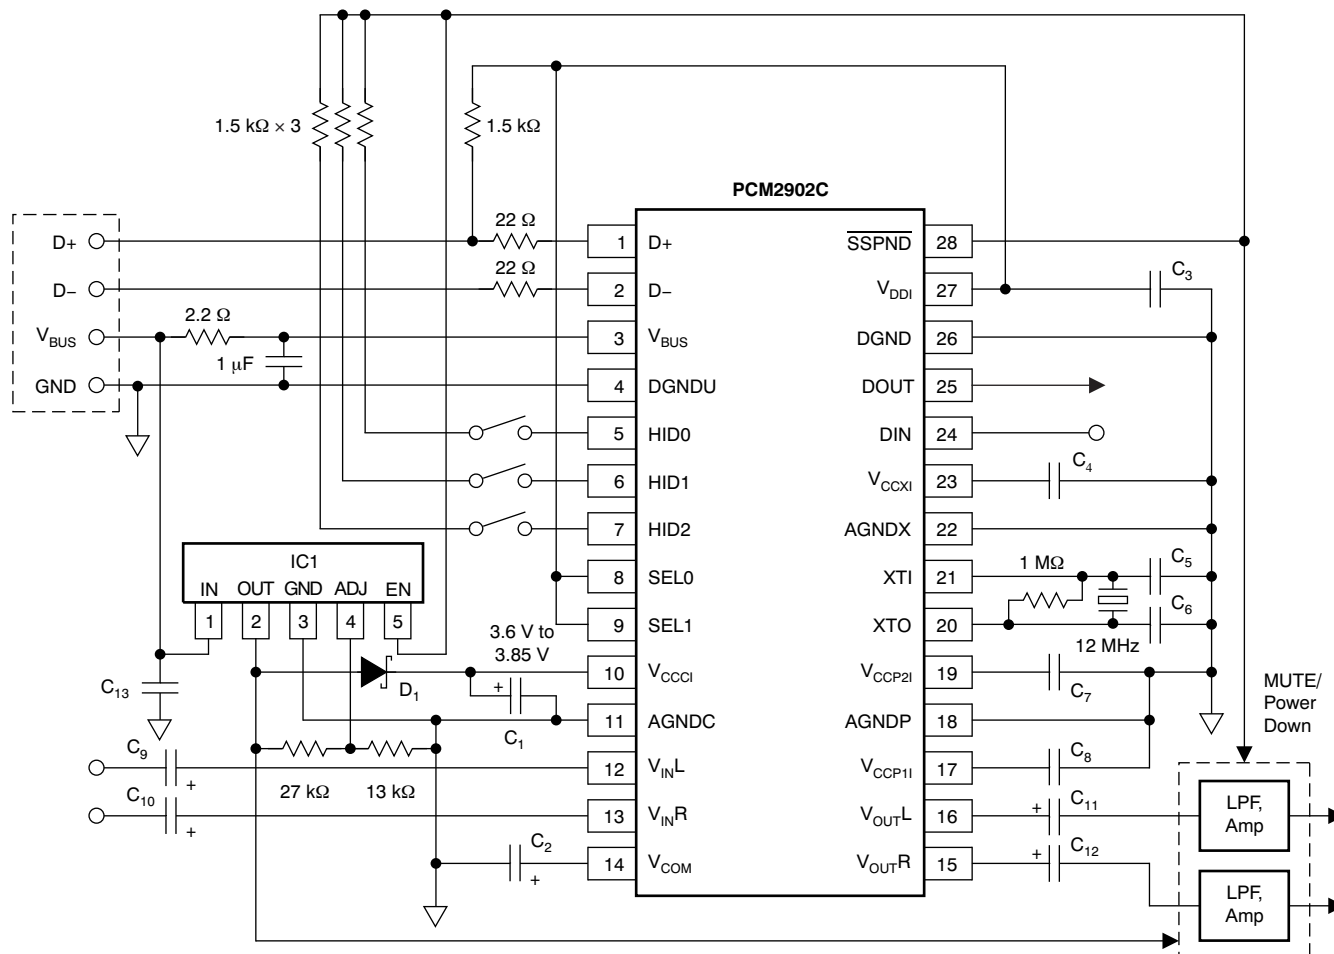 1.5 kΩ × 3
1.5 kΩ
PCM2902C
D+
D–
V_BUS
GND
22 Ω
22 Ω
2.2 Ω
1 μF
1 D+
2 D–
3 V_BUS
4 DGNDU
5 HID0
6 HID1
7 HID2
8 SEL0
9 SEL1
10 V_CCCI
11 AGNDC
12 V_INL
13 V_INR
14 V_COM
SSPND 28
V_DDI 27
DGND 26
DOUT 25
DIN 24
V_CCXI 23
AGNDX 22
XTI 21
XTO 20
V_CCP2I 19
AGNDP 18
V_CCP1I 17
V_OUTL 16
V_OUTR 15
IC1
IN OUT GND ADJ EN
1 2 3 4 5
3.6 V to
3.85 V
D1
+
C1
C13
C9
+
C10
+
27 kΩ
13 kΩ
C2
+
C3
C4
1 MΩ
C5
C6
12 MHz
C7
C8
+
C11
+
C12
MUTE/
Power
Down
LPF,
Amp
LPF,
Amp